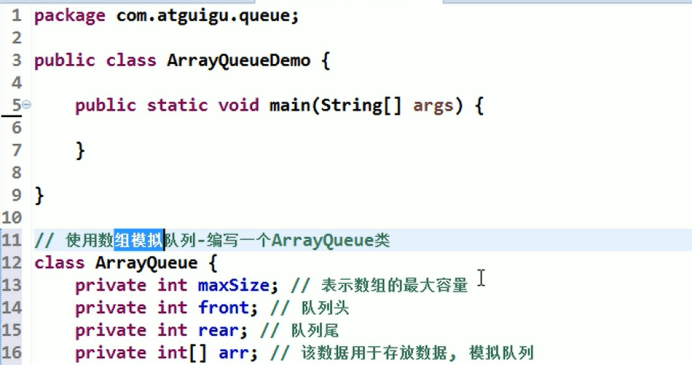 1 package com.atguigu.queue;
2
3 public class ArrayQueueDemo {
4
5 public static void main(String[] args) {
6
7 }
8
9 }
10
11 // 使用数组模拟队列-编写一个ArrayQueue类
12 class ArrayQueue {
13 private int maxSize; // 表示数组的最大容量
14 private int front; // 队列头
15 private int rear; // 队列尾
16 private int[] arr; // 该数据用于存放数据, 模拟队列